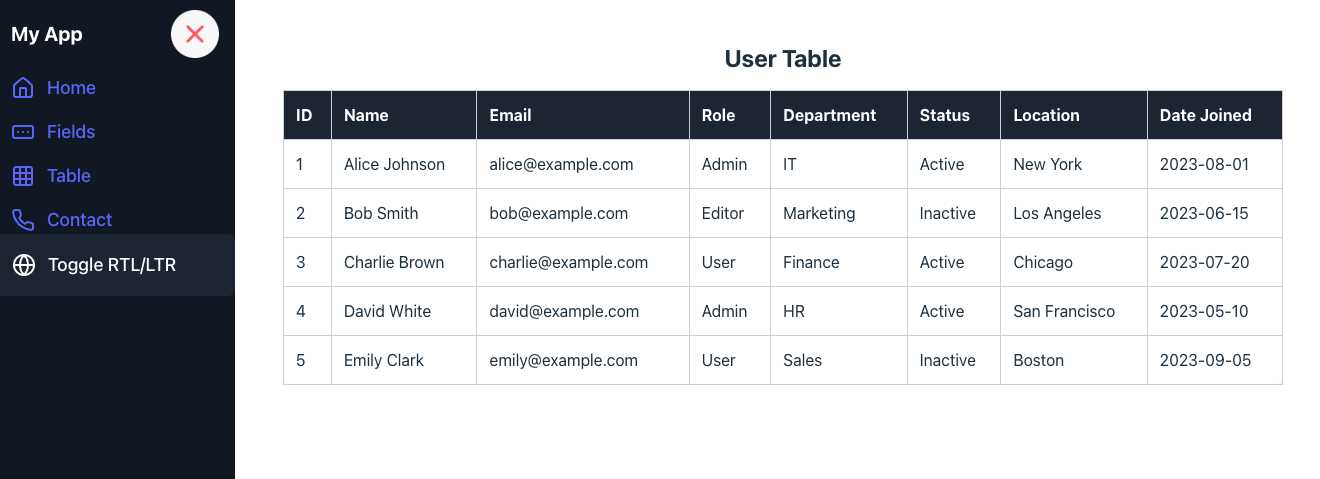 My App
Home
Fields
Table
Contact
Toggle RTL/LTR
User Table
ID Name Email Role Department Status Location Date Joined
1 Alice Johnson alice@example.com Admin IT Active New York 2023-08-01
2 Bob Smith bob@example.com Editor Marketing Inactive Los Angeles 2023-06-15
3 Charlie Brown charlie@example.com User Finance Active Chicago 2023-07-20
4 David White david@example.com Admin HR Active San Francisco 2023-05-10
5 Emily Clark emily@example.com User Sales Inactive Boston 2023-09-05